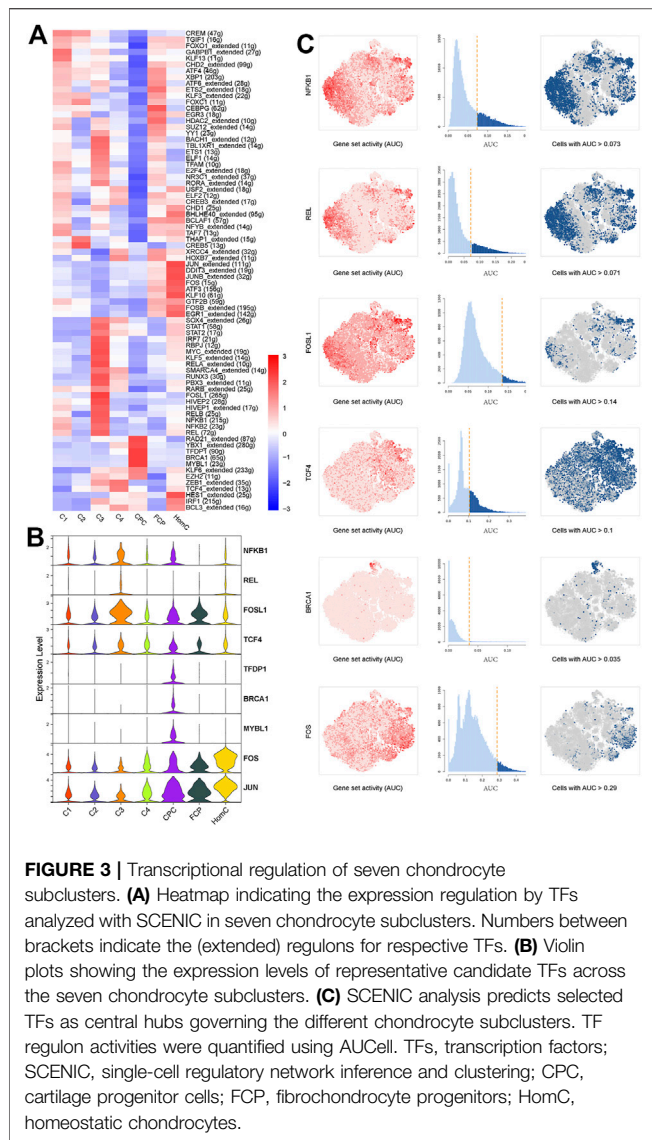 A
CREM (47g)
TGIF1 (16g)
FOXO1_extended (11g)
GABPB1_extended (27g)
KLF13 (11g)
CHD2_extended (99g)
ATF4 (46g)
XBP1 (203g)
ATF6_extended (28g)
ETS2_extended (18g)
KLF3_extended (22g)
FOXC1 (11g)
CEBPG (62g)
EGR3 (18g)
HDAC2_extended (10g)
SUZ12_extended (14g)
YY1 (23g)
BACH1_extended (12g)
TBL1XR1_extended (14g)
ETS1 (13g)
ELF1 (14g)
TFAM (10g)
E2F4_extended (18g)
NR3C1_extended (37g)
RORA_extended (14g)
USF2_extended (18g)
ELF2 (12g)
CREB3_extended (17g)
CHD1 (25g)
BHLHE40_extended (95g)
BCLAF1 (57g)
NFYB_extended (14g)
TAF7 (13g)
THAP1_extended (15g)
CREB5 (13g)
XRCC4_extended (32g)
HOXB7_extended (11g)
JUN_extended (111g)
DDIT3_extended (19g)
JUNB_extended (32g)
FOS (15g)
ATF3 (156g)
KLF10 (61g)
GTF2B (59g)
FOSB_extended (195g)
EGR1_extended (142g)
SOX4_extended (26g)
STAT1 (58g)
STAT2 (17g)
IRF7 (21g)
RBPJ (12g)
MYC_extended (19g)
KLF5_extended (14g)
RELA_extended (10g)
SMARCA4_extended (14g)
RUNX3 (30g)
PBX3_extended (11g)
RARB_extended (25g)
FOSL1 (265g)
HIVEP2 (28g)
HIVEP1_extended (17g)
RELB (25g)
NFKB1 (215g)
NFKB2 (23g)
REL (72g)
RAD21_extended (87g)
YBX1_extended (280g)
TFDP1 (90g)
BRCA1 (65g)
MYBL1 (23g)
KLF6_extended (233g)
EZH2 (11g)
ZEB1_extended (35g)
TCF4_extended (13g)
HES1_extended (25g)
IRF1 (215g)
BCL3_extended (16g)
C1 C2 C3 C4 CPC FCP HomC
3
2
1
0
−1
−2
−3
B
Expression Level
NFKB1
REL
FOSL1
TCF4
TFDP1
BRCA1
MYBL1
FOS
JUN
C1 C2 C3 C4 CPC FCP HomC
C
NFKB1
Gene set activity (AUC) AUC Cells with AUC > 0.073
REL
Gene set activity (AUC) AUC Cells with AUC > 0.071
FOSL1
Gene set activity (AUC) AUC Cells with AUC > 0.14
TCF4
Gene set activity (AUC) AUC Cells with AUC > 0.1
BRCA1
Gene set activity (AUC) AUC Cells with AUC > 0.035
FOS
Gene set activity (AUC) AUC Cells with AUC > 0.29
FIGURE 3 | Transcriptional regulation of seven chondrocyte
subclusters. (A) Heatmap indicating the expression regulation by TFs
analyzed with SCENIC in seven chondrocyte subclusters. Numbers between
brackets indicate the (extended) regulons for respective TFs. (B) Violin
plots showing the expression levels of representative candidate TFs across
the seven chondrocyte subclusters. (C) SCENIC analysis predicts selected
TFs as central hubs governing the different chondrocyte subclusters. TF
regulon activities were quantified using AUCell. TFs, transcription factors;
SCENIC, single-cell regulatory network inference and clustering; CPC,
cartilage progenitor cells; FCP, fibrochondrocyte progenitors; HomC,
homeostatic chondrocytes.